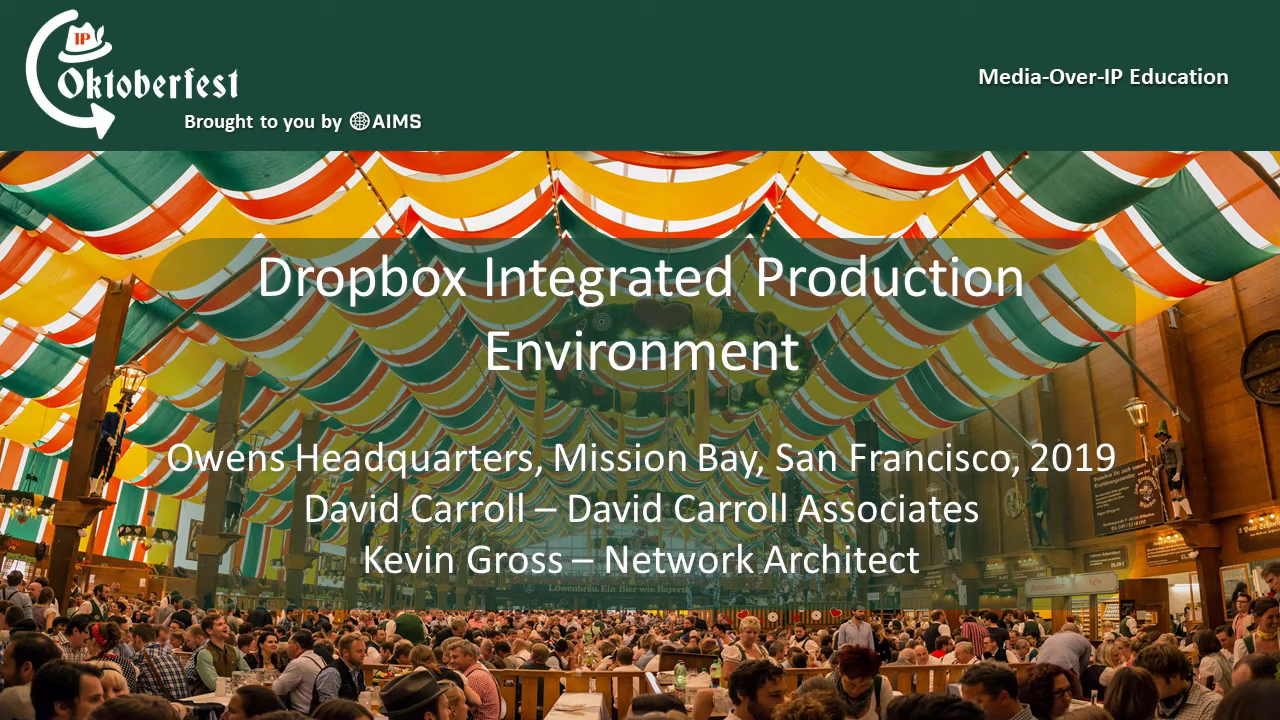 IP
Oktoberfest
Brought to you by AIMS
Media-Over-IP Education
Dropbox Integrated Production
Environment
Owens Headquarters, Mission Bay, San Francisco, 2019
David Carroll – David Carroll Associates
Kevin Gross – Network Architect
Löwenbräu. Ein Bier wie Bayern